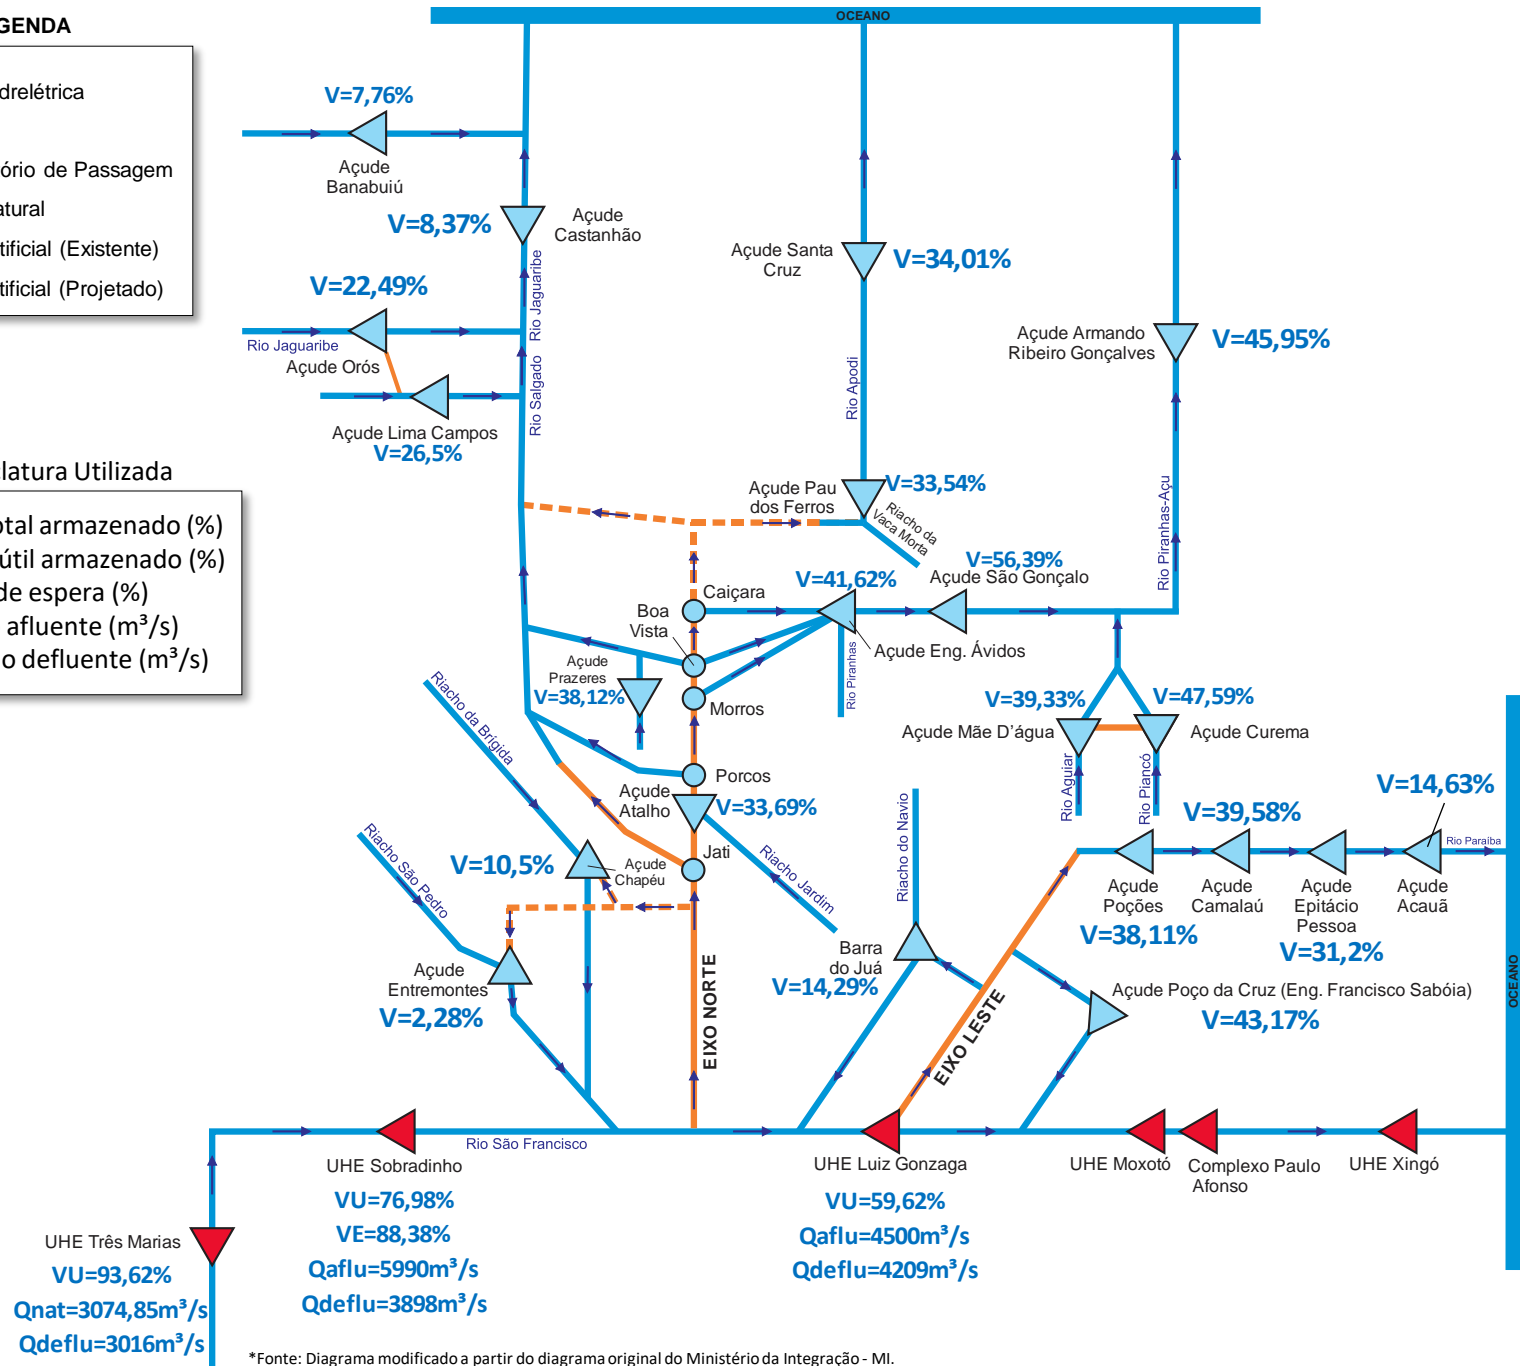 OCEANO
GENDA
drelétrica
ório de Passagem
atural
tificial (Existente)
tificial (Projetado)
V=7,76%
Açude
Banabuiú
V=8,37%
Açude
Castanhão
Açude Santa
Cruz
V=34,01%
V=22,49%
Rio Jaguaribe
Açude Orós
Rio Jaguaribe
Rio Salgado
Açude Lima Campos
V=26,5%
Rio Apodi
Açude Armando
Ribeiro Gonçalves
V=45,95%
Rio Piranhas-Açu
clatura Utilizada
otal armazenado (%)
útil armazenado (%)
de espera (%)
o afluente (m³/s)
o defluente (m³/s)
Açude Pau
dos Ferros
V=33,54%
Riacho da
Vaca Morta
V=56,39%
Açude São Gonçalo
V=41,62%
Caiçara
Boa
Vista
Açude Eng. Ávidos
Rio Piranhas
Açude
Prazeres
V=38,12%
Morros
Riacho da Brígida
V=39,33%
V=47,59%
Açude Mãe D'água
Açude Curema
Rio Aguiar
Rio Piancó
Porcos
Açude
Atalho
V=33,69%
Riacho do Navio
V=14,63%
V=39,58%
Rio Paraíba
Jati
Riacho Jardim
Riacho São Pedro
V=10,5%
Açude
Chapéu
Açude
Poções
V=38,11%
Açude
Camalaú
Açude
Epitácio
Pessoa
V=31,2%
Açude
Acauã
Barra
do Juá
V=14,29%
Açude
Entremontes
V=2,28%
EIXO NORTE
EIXO LESTE
Açude Poço da Cruz (Eng. Francisco Sabóia)
V=43,17%
OCEANO
Rio São Francisco
UHE Sobradinho
VU=76,98%
VE=88,38%
Qaflu=5990m³/s
Qdeflu=3898m³/s
UHE Luiz Gonzaga
VU=59,62%
Qaflu=4500m³/s
Qdeflu=4209m³/s
UHE Moxotó
Complexo Paulo
Afonso
UHE Xingó
UHE Três Marias
VU=93,62%
Qnat=3074,85m³/s
Qdeflu=3016m³/s
*Fonte: Diagrama modificado a partir do diagrama original do Ministério da Integração - MI.